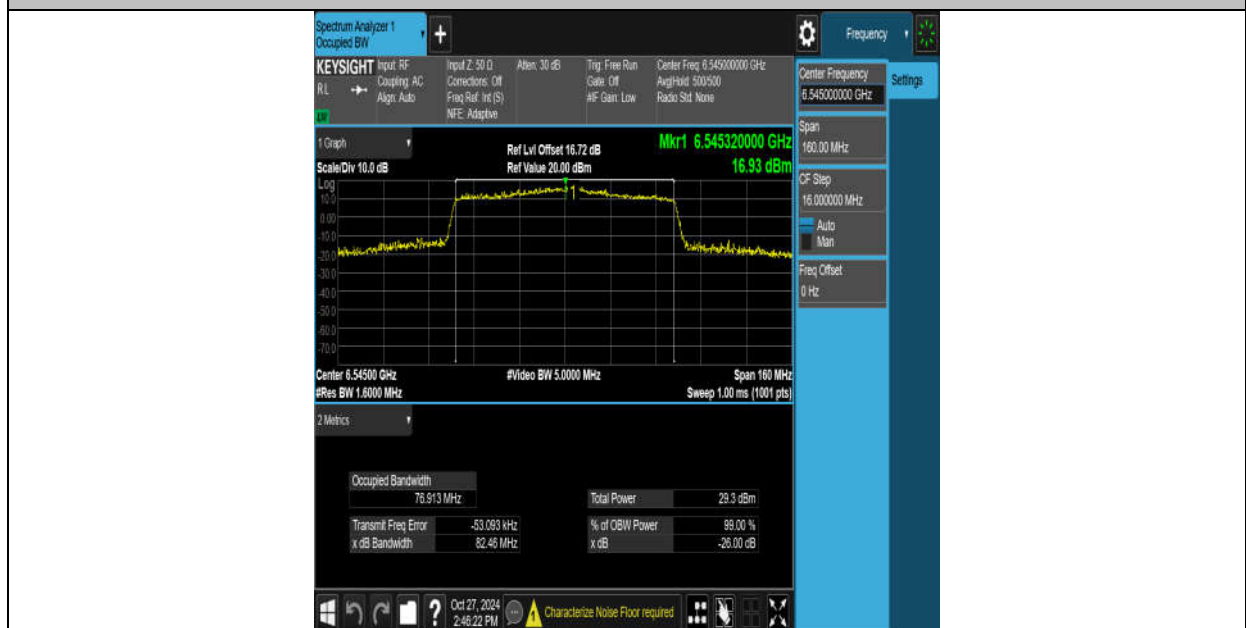 Spectrum Analyzer 1
Occupied BW
+
Frequency
KEYSIGHT
RL
LW
Input: RF
Coupling: AC
Align: Auto
Input Z: 50 Ω
Corrections: Off
Freq Ref: Int (S)
NFE: Adaptive
Atten: 30 dB
Trig: Free Run
Gate: Off
#IF Gain: Low
Center Freq: 6.545000000 GHz
Avg|Hold: 500/500
Radio Std: None
Center Frequency
6.545000000 GHz
Settings
Span
160.00 MHz
CF Step
16.000000 MHz
Auto
Man
Freq Offset
0 Hz
1 Graph
Scale/Div 10.0 dB
Ref Lvl Offset 16.72 dB
Ref Value 20.00 dBm
Mkr1 6.545320000 GHz
16.93 dBm
Log
10.0
0.00
-10.0
-20.0
-30.0
-40.0
-50.0
-60.0
-70.0
1
Center 6.54500 GHz
#Res BW 1.6000 MHz
#Video BW 5.0000 MHz
Span 160 MHz
Sweep 1.00 ms (1001 pts)
2 Metrics
Occupied Bandwidth
76.913 MHz
Total Power 29.3 dBm
Transmit Freq Error -53.093 kHz
% of OBW Power 99.00 %
x dB Bandwidth 82.46 MHz
x dB -26.00 dB
?
Oct 27, 2024
2:46:22 PM
Characterize Noise Floor required